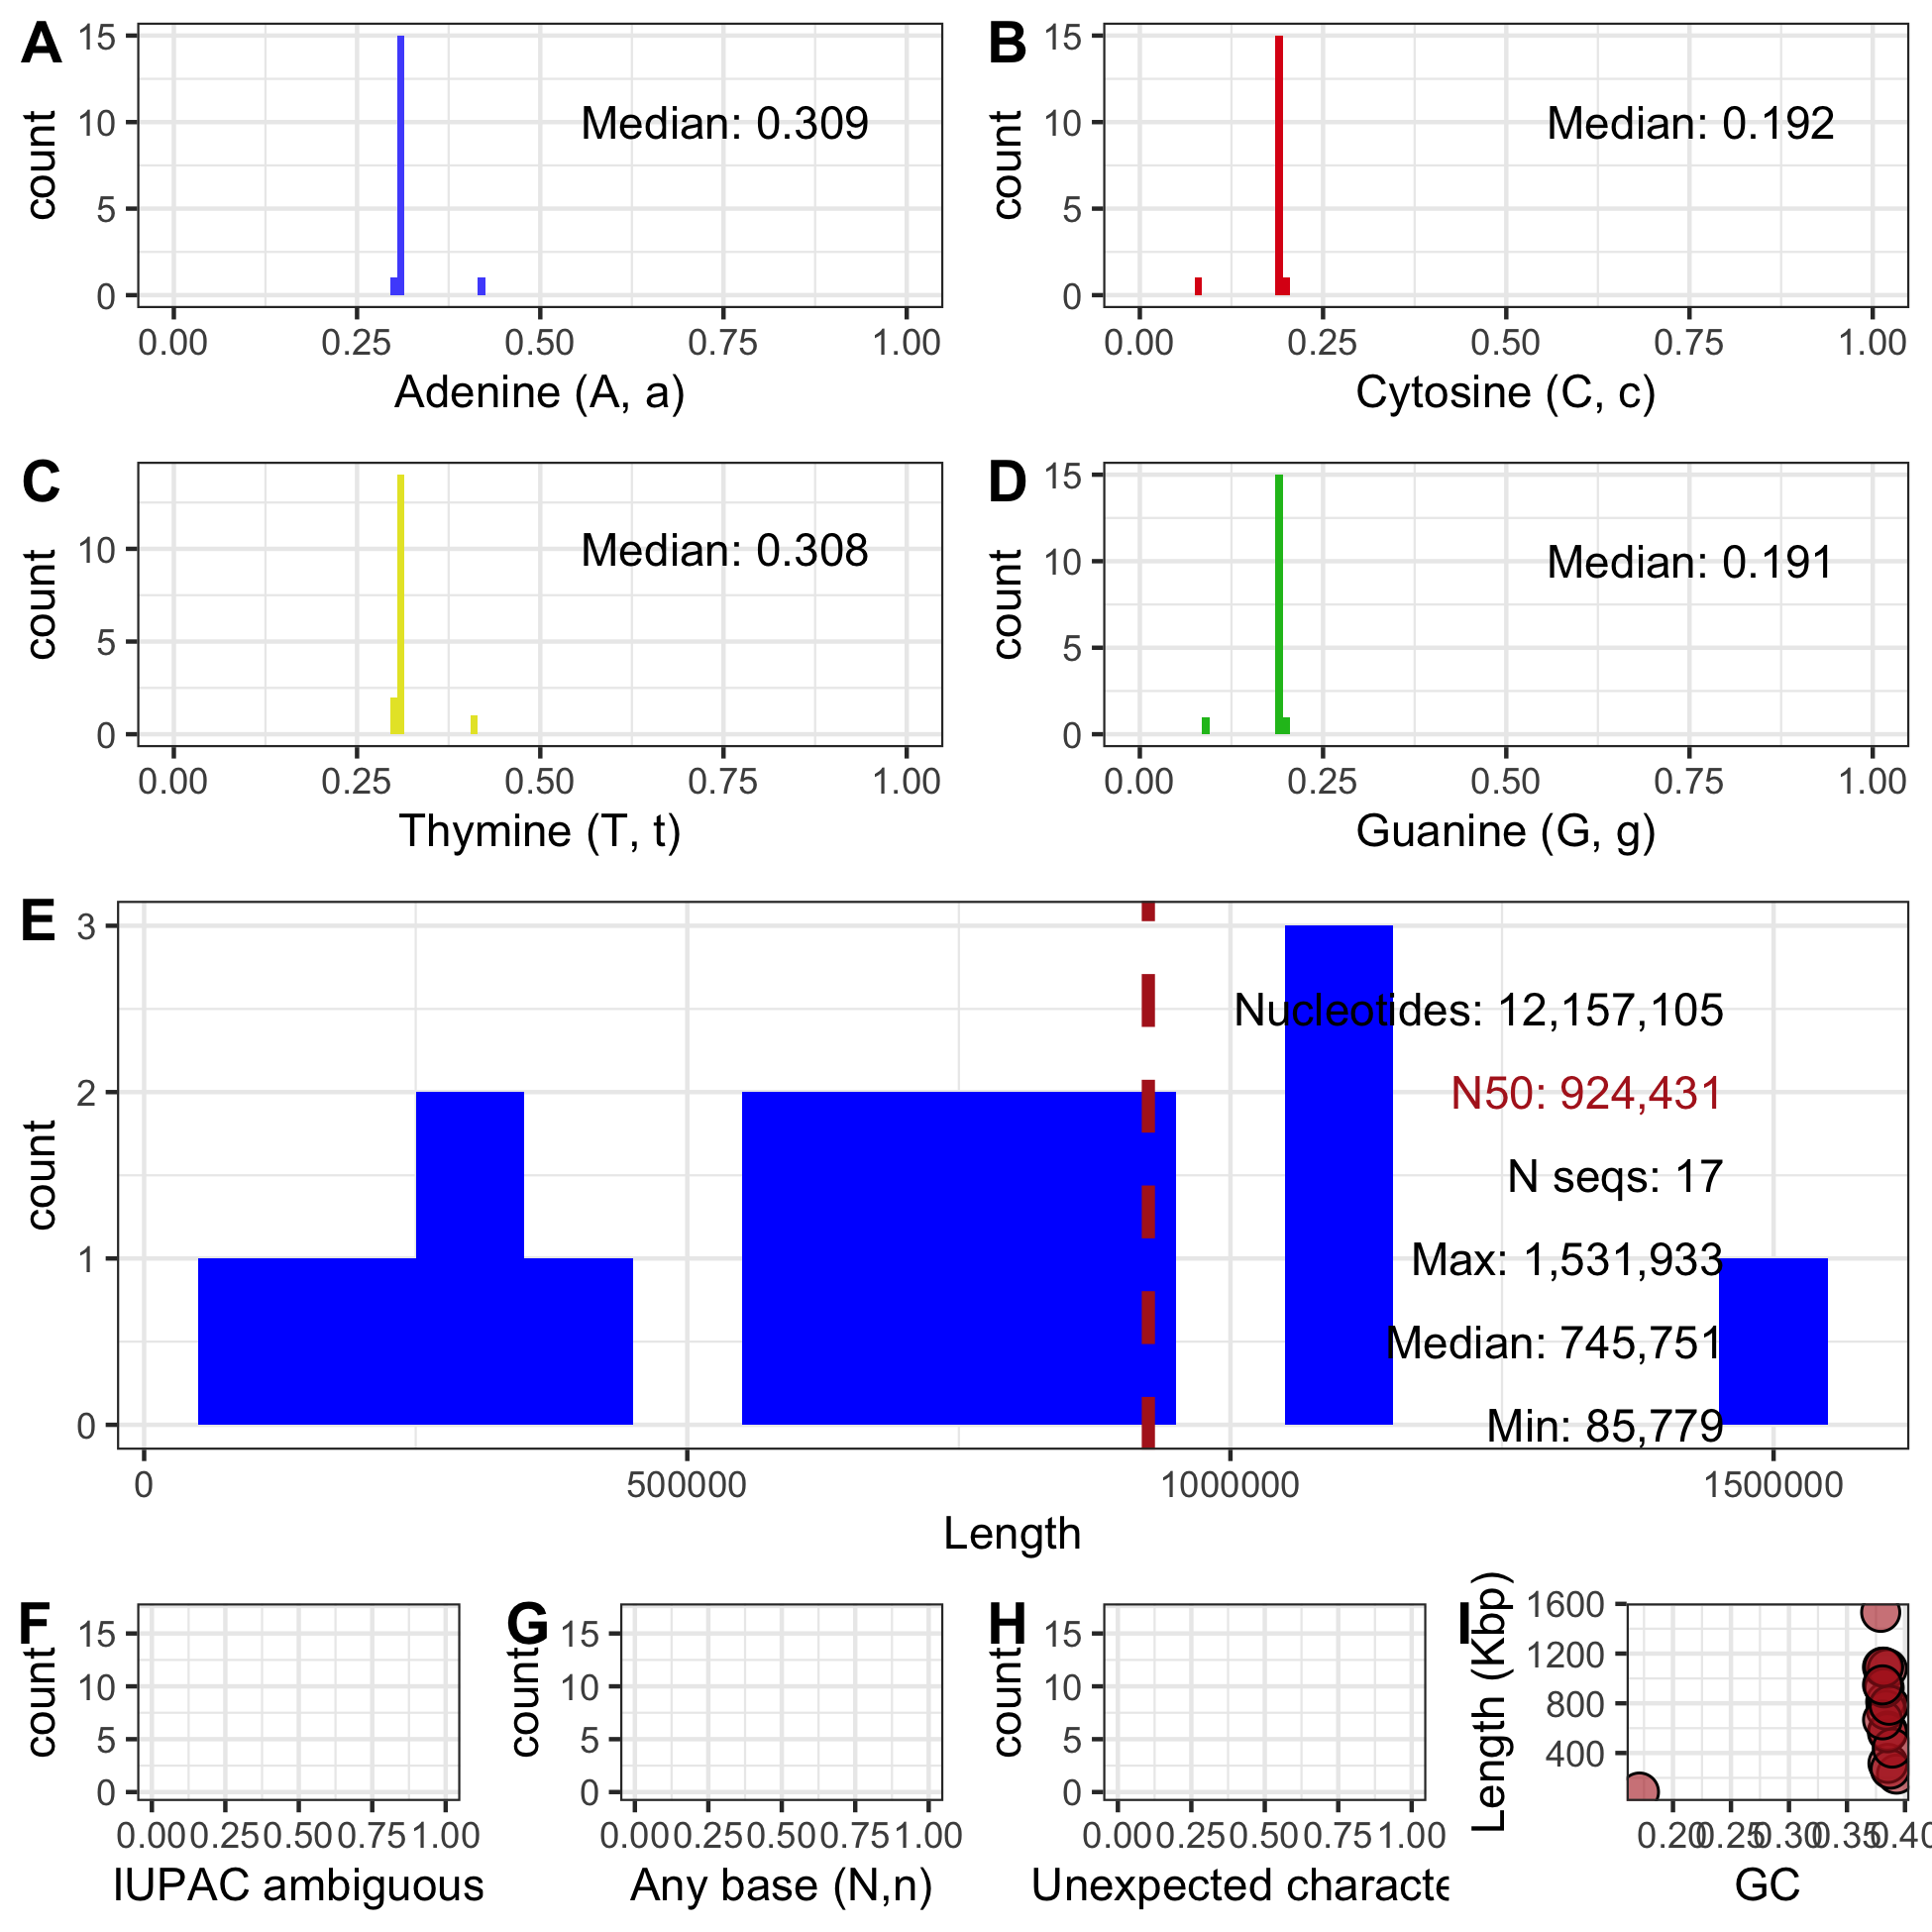 A
count
15
10
5
0
Median: 0.309
0.00 0.25 0.50 0.75 1.00
Adenine (A, a)
B
count
15
10
5
0
Median: 0.192
0.00 0.25 0.50 0.75 1.00
Cytosine (C, c)
C
count
10
5
0
Median: 0.308
0.00 0.25 0.50 0.75 1.00
Thymine (T, t)
D
count
15
10
5
0
Median: 0.191
0.00 0.25 0.50 0.75 1.00
Guanine (G, g)
E
count
3
2
1
0
Nucleotides: 12,157,105
N50: 924,431
N seqs: 17
Max: 1,531,933
Median: 745,751
Min: 85,779
0 500000 1000000 1500000
Length
F
count
15
10
5
0
0.00 0.25 0.50 0.75 1.00
IUPAC ambiguous
G
count
15
10
5
0
0.00 0.25 0.50 0.75 1.00
Any base (N,n)
H
count
15
10
5
0
0.00 0.25 0.50 0.75 1.00
Unexpected characte
I
Length (Kbp)
1600
1200
800
400
0.20 0.25 0.30 0.35 0.40
GC